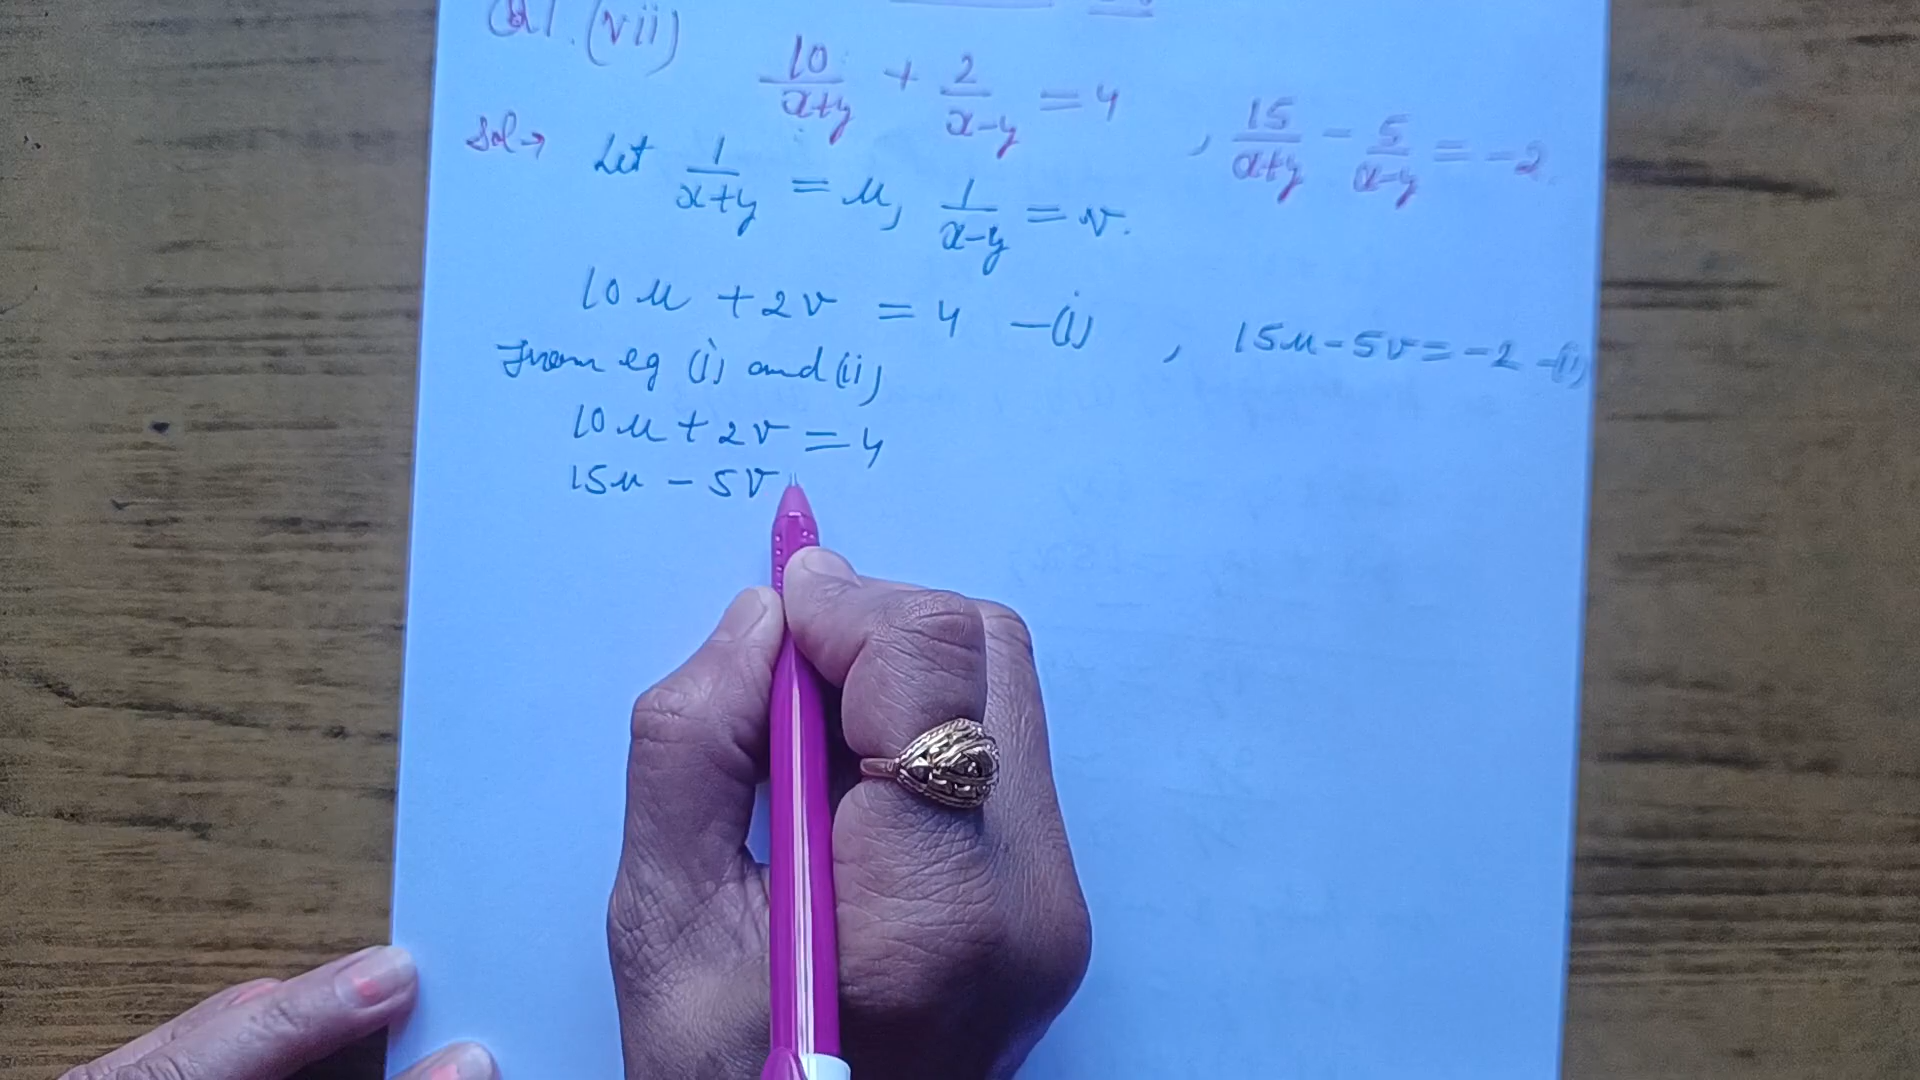 Q1. (vii) 10/(x+y) + 2/(x-y) = 4 , 15/(x+y) - 5/(x-y) = -2.
Sol→ Let 1/(x+y) = u, 1/(x-y) = v.
10u + 2v = 4 -(i) , 15u - 5v = -2 -(ii)
From eq (i) and (ii)
10u + 2v = 4
15u - 5v